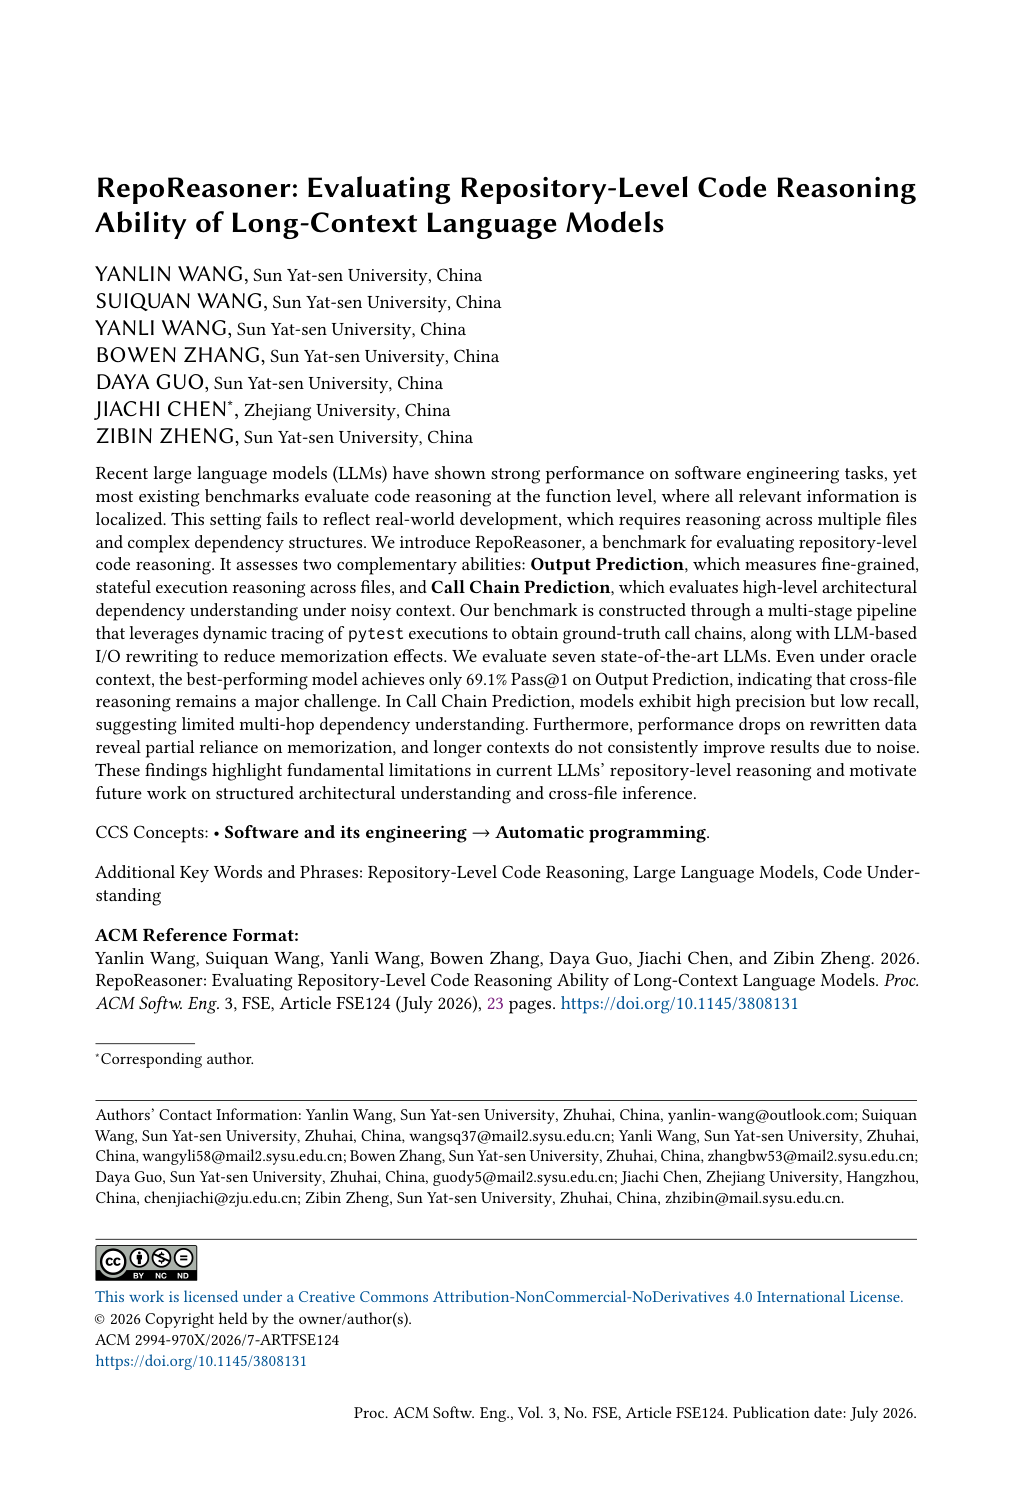 RepoReasoner: Evaluating Repository-Level Code Reasoning
Ability of Long-Context Language Models
YANLIN WANG, Sun Yat-sen University, China
SUIQUAN WANG, Sun Yat-sen University, China
YANLI WANG, Sun Yat-sen University, China
BOWEN ZHANG, Sun Yat-sen University, China
DAYA GUO, Sun Yat-sen University, China
JIACHI CHEN*, Zhejiang University, China
ZIBIN ZHENG, Sun Yat-sen University, China
Recent large language models (LLMs) have shown strong performance on software engineering tasks, yet
most existing benchmarks evaluate code reasoning at the function level, where all relevant information is
localized. This setting fails to reflect real-world development, which requires reasoning across multiple files
and complex dependency structures. We introduce RepoReasoner, a benchmark for evaluating repository-level
code reasoning. It assesses two complementary abilities: Output Prediction, which measures fine-grained,
stateful execution reasoning across files, and Call Chain Prediction, which evaluates high-level architectural
dependency understanding under noisy context. Our benchmark is constructed through a multi-stage pipeline
that leverages dynamic tracing of pytest executions to obtain ground-truth call chains, along with LLM-based
I/O rewriting to reduce memorization effects. We evaluate seven state-of-the-art LLMs. Even under oracle
context, the best-performing model achieves only 69.1% Pass@1 on Output Prediction, indicating that cross-file
reasoning remains a major challenge. In Call Chain Prediction, models exhibit high precision but low recall,
suggesting limited multi-hop dependency understanding. Furthermore, performance drops on rewritten data
reveal partial reliance on memorization, and longer contexts do not consistently improve results due to noise.
These findings highlight fundamental limitations in current LLMs' repository-level reasoning and motivate
future work on structured architectural understanding and cross-file inference.
CCS Concepts: • Software and its engineering → Automatic programming.
Additional Key Words and Phrases: Repository-Level Code Reasoning, Large Language Models, Code Under-
standing
ACM Reference Format:
Yanlin Wang, Suiquan Wang, Yanli Wang, Bowen Zhang, Daya Guo, Jiachi Chen, and Zibin Zheng. 2026.
RepoReasoner: Evaluating Repository-Level Code Reasoning Ability of Long-Context Language Models. Proc.
ACM Softw. Eng. 3, FSE, Article FSE124 (July 2026), 23 pages. https://doi.org/10.1145/3808131
*Corresponding author.
Authors' Contact Information: Yanlin Wang, Sun Yat-sen University, Zhuhai, China, yanlin-wang@outlook.com; Suiquan
Wang, Sun Yat-sen University, Zhuhai, China, wangsq37@mail2.sysu.edu.cn; Yanli Wang, Sun Yat-sen University, Zhuhai,
China, wangyli58@mail2.sysu.edu.cn; Bowen Zhang, Sun Yat-sen University, Zhuhai, China, zhangbw53@mail2.sysu.edu.cn;
Daya Guo, Sun Yat-sen University, Zhuhai, China, guody5@mail2.sysu.edu.cn; Jiachi Chen, Zhejiang University, Hangzhou,
China, chenjiachi@zju.edu.cn; Zibin Zheng, Sun Yat-sen University, Zhuhai, China, zhzibin@mail.sysu.edu.cn.
cc BY NC ND
This work is licensed under a Creative Commons Attribution-NonCommercial-NoDerivatives 4.0 International License.
© 2026 Copyright held by the owner/author(s).
ACM 2994-970X/2026/7-ARTFSE124
https://doi.org/10.1145/3808131
Proc. ACM Softw. Eng., Vol. 3, No. FSE, Article FSE124. Publication date: July 2026.